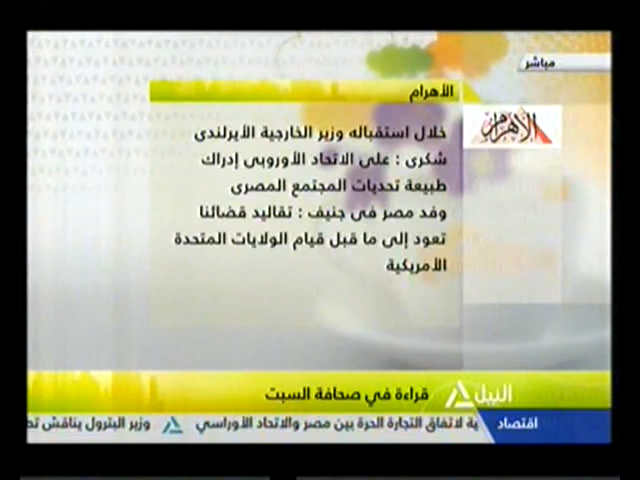 مباشر
الأهرام
الأهرام
خلال استقباله وزير الخارجية الأيرلندى
شكرى : على الاتحاد الأوروبى إدراك
طبيعة تحديات المجتمع المصرى
وفد مصر فى جنيف : تقاليد قضائنا
تعود إلى ما قبل قيام الولايات المتحدة
الأمريكية
النيل قراءة في صحافة السبت
اقتصاد ية لاتفاق التجارة الحرة بين مصر والاتحاد الأوراسي وزير البترول يناقش